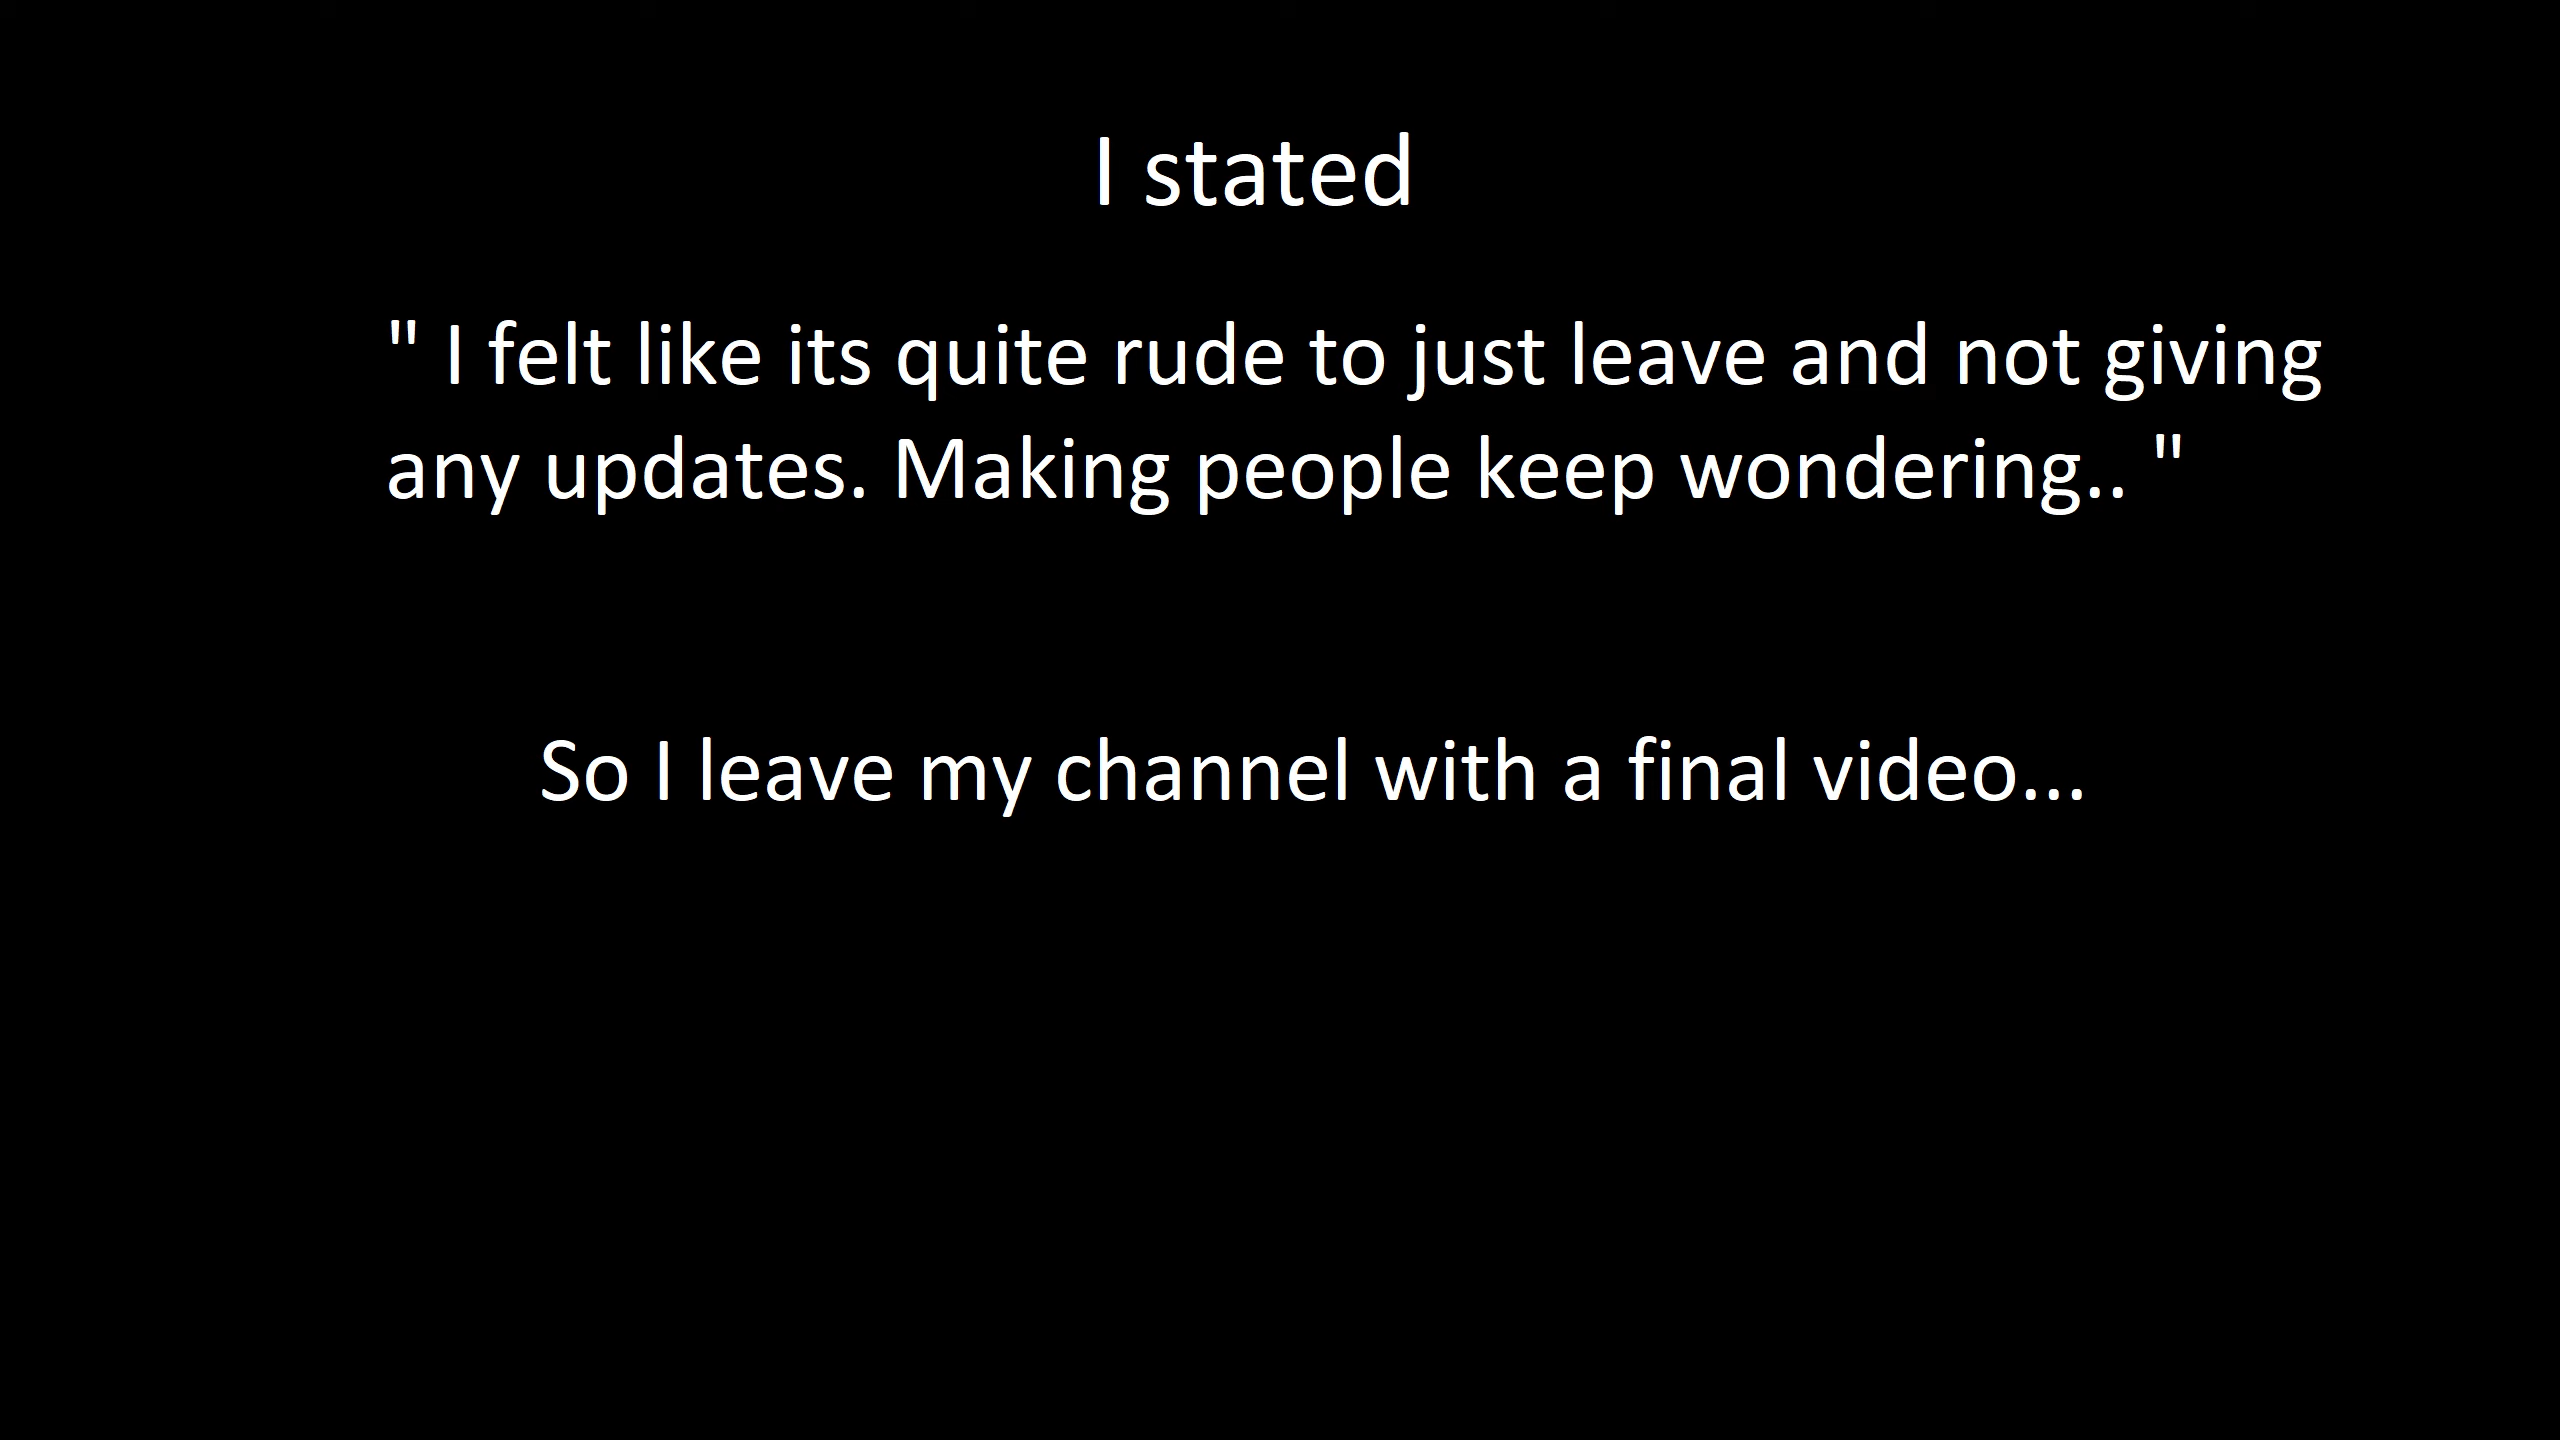 I stated
" I felt like its quite rude to just leave and not giving
any updates. Making people keep wondering.. "
So I leave my channel with a final video...